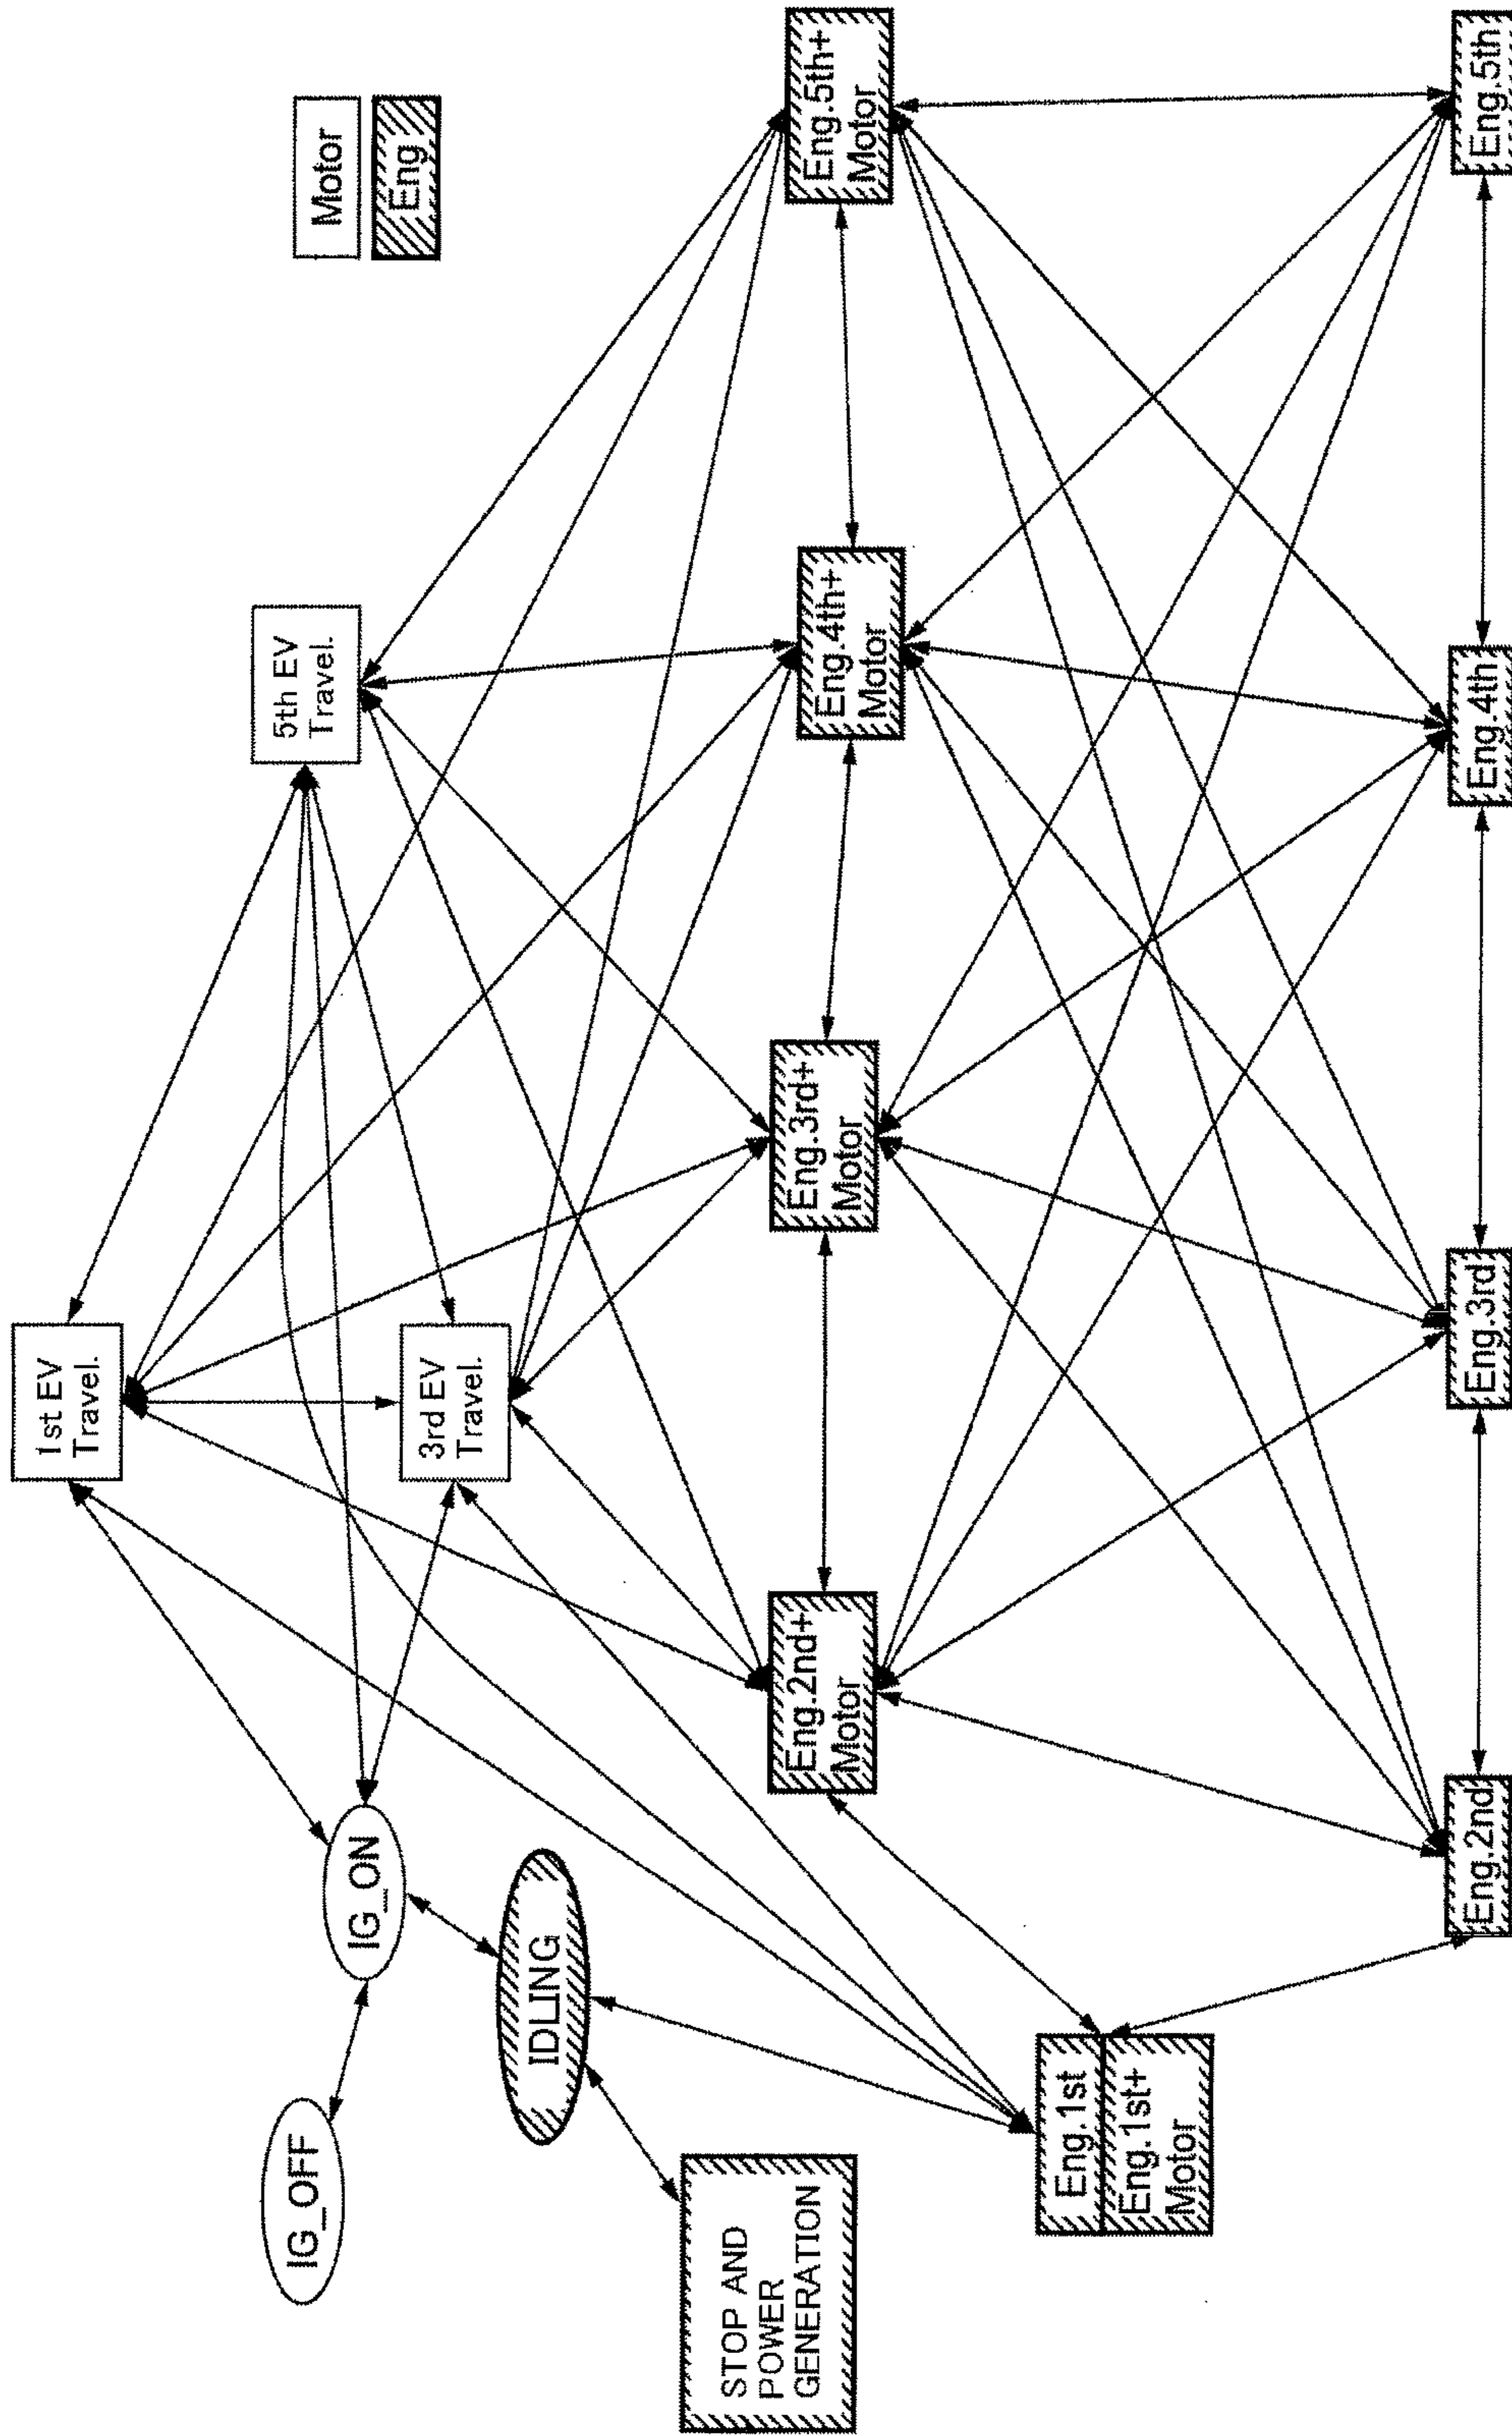 1st EV
Travel.
5th EV
Travel.
Motor
Eng
3rd EV
Travel.
IG_OFF
IG_ON
IDLING
STOP AND
POWER
GENERATION
Eng.2nd+
Motor
Eng.3rd+
Motor
Eng.4th+
Motor
Eng.5th+
Motor
Eng.1st
Eng.1st+
Motor
Eng.2nd
Eng.3rd
Eng.4th
Eng.5th